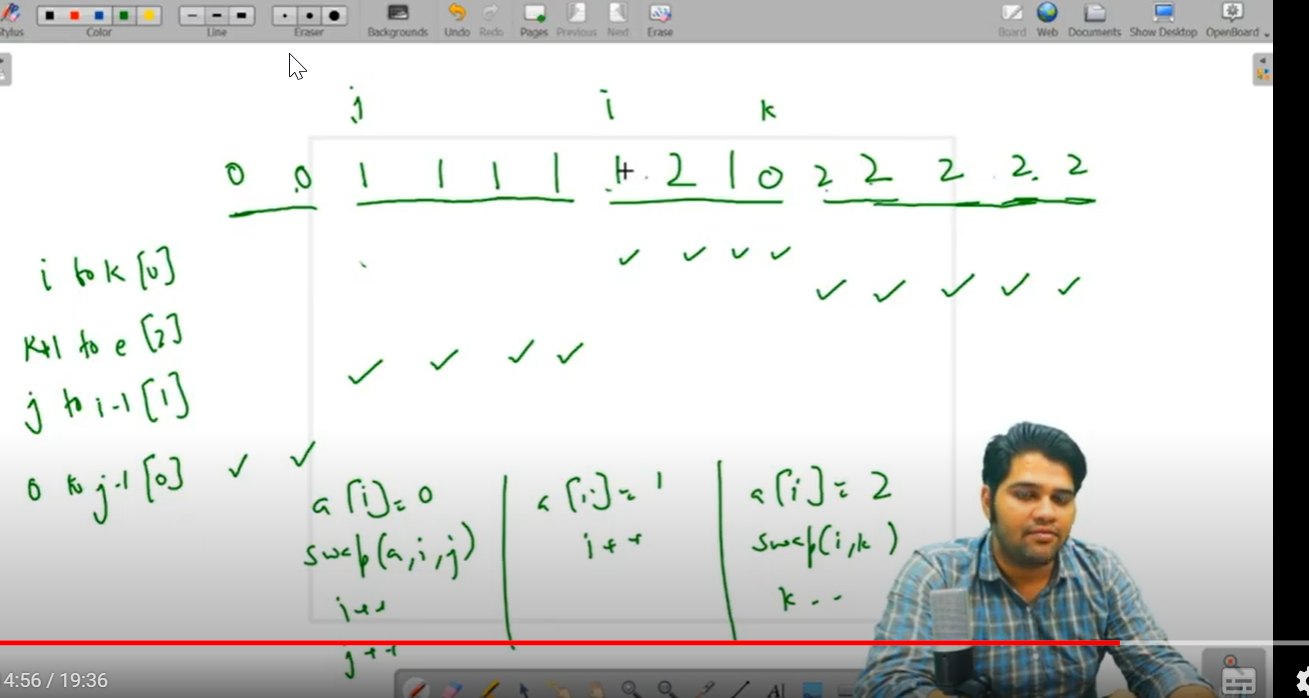 Stylus
Color
Line
Eraser
Backgrounds
Undo
Redo
Pages
Previous
Next
Erase
Board
Web
Documents
Show Desktop
OpenBoard
j i k
0 0 1 1 1 1 1 2 1 0 2 2 2 2 2
i to k [0]
k+1 to e [2]
j to i-1 [1]
0 to j-1 [0]
a[i]=0
swap(a,i,j)
i++
j++
a[i]=1
i++
a[i]=2
swap(i,k)
k--
4:56 / 19:36